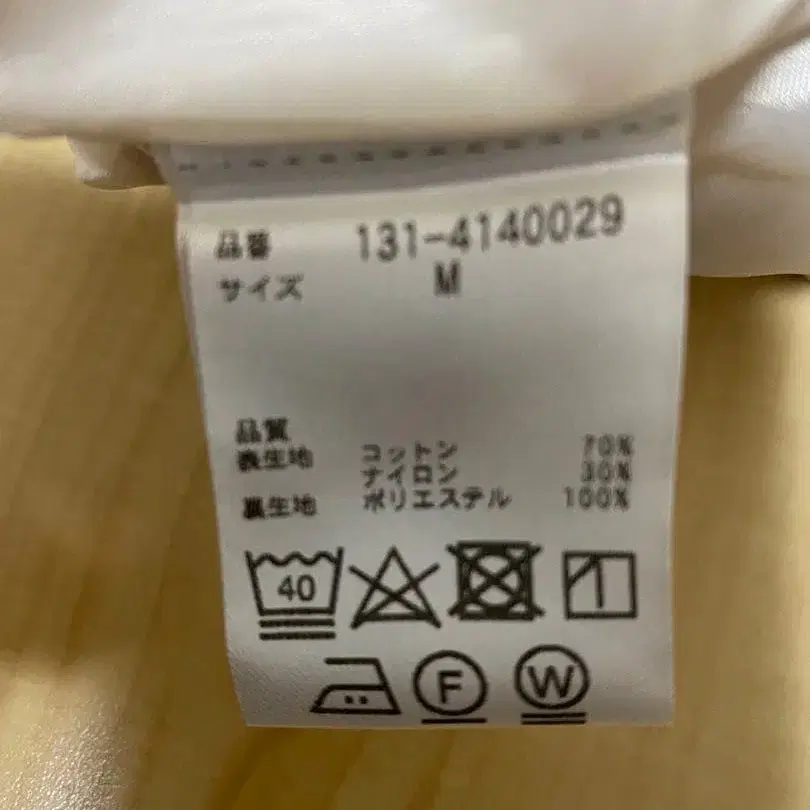 品番 131-4140029
サイズ M
品質
表生地 コットン 70%
ナイロン 30%
裏生地 ポリエステル 100%
40
F W